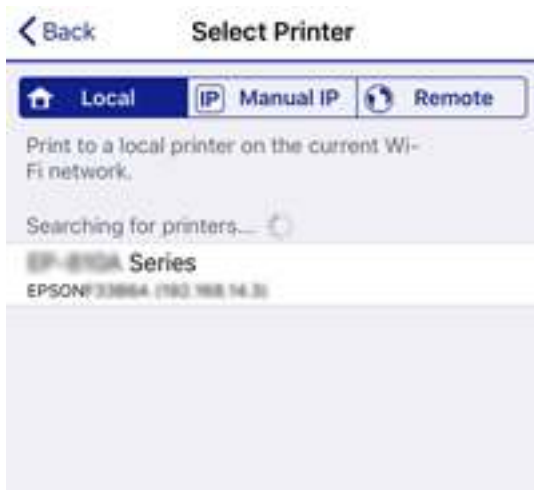 Back
Select Printer
Local
IP Manual IP
Remote
Print to a local printer on the current Wi-
Fi network.
Searching for printers...
Series
EPSON